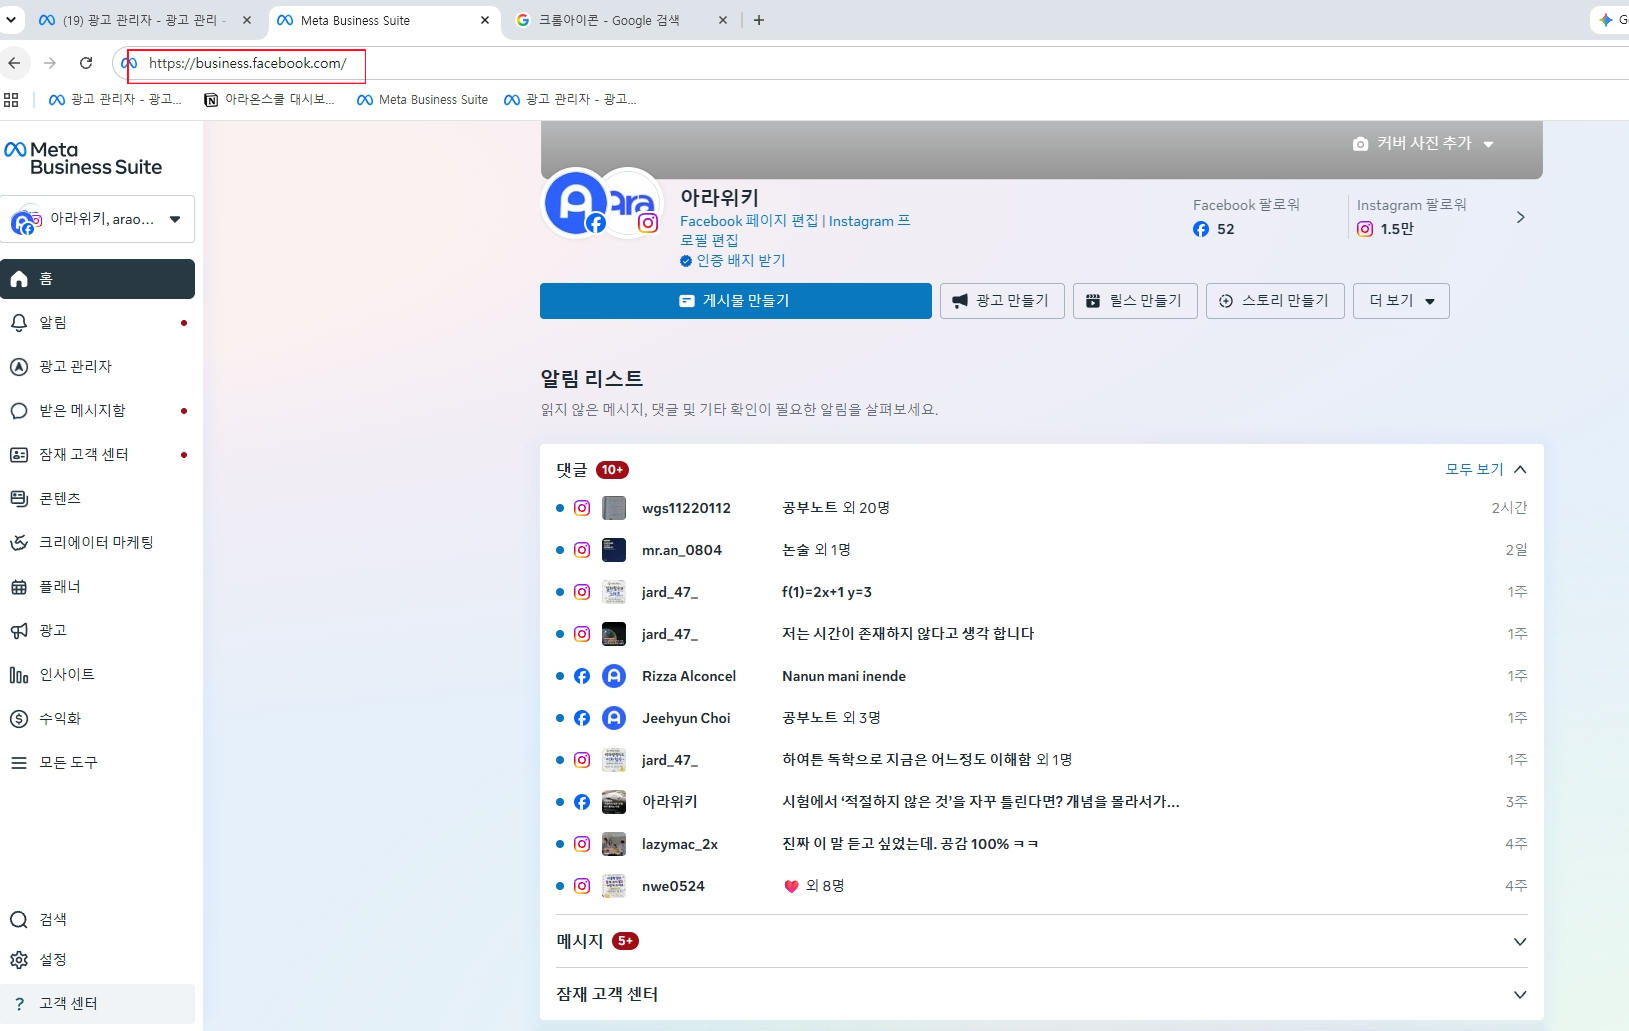 (19) 광고 관리자 - 광고 관리 -
Meta Business Suite
크롬아이콘 - Google 검색
https://business.facebook.com/
광고 관리자 - 광고...
아라온스쿨 대시보...
Meta Business Suite
광고 관리자 - 광고...
Meta
Business Suite
아라위키, arao...
홈
알림
광고 관리자
받은 메시지함
잠재 고객 센터
콘텐츠
크리에이터 마케팅
플래너
광고
인사이트
수익화
모든 도구
검색
설정
? 고객 센터
커버 사진 추가
아라위키
Facebook 페이지 편집 | Instagram 프
로필 편집
인증 배지 받기
Facebook 팔로워
52
Instagram 팔로워
1.5만
게시물 만들기
광고 만들기
릴스 만들기
스토리 만들기
더 보기
알림 리스트
읽지 않은 메시지, 댓글 및 기타 확인이 필요한 알림을 살펴보세요.
댓글 10+ 모두 보기
wgs11220112 공부노트 외 20명 2시간
mr.an_0804 논술 외 1명 2일
jard_47_ f(1)=2x+1 y=3 1주
jard_47_ 저는 시간이 존재하지 않다고 생각 합니다 1주
Rizza Alconcel Nanun mani inende 1주
Jeehyun Choi 공부노트 외 3명 1주
jard_47_ 하여튼 독학으로 지금은 어느정도 이해함 외 1명 1주
아라위키 시험에서 ‘적절하지 않은 것’을 자꾸 틀린다면? 개념을 몰라서가... 3주
lazymac_2x 진짜 이 말 듣고 싶었는데. 공감 100% ㅋㅋ 4주
nwe0524 ❤️ 외 8명 4주
메시지 5+
잠재 고객 센터